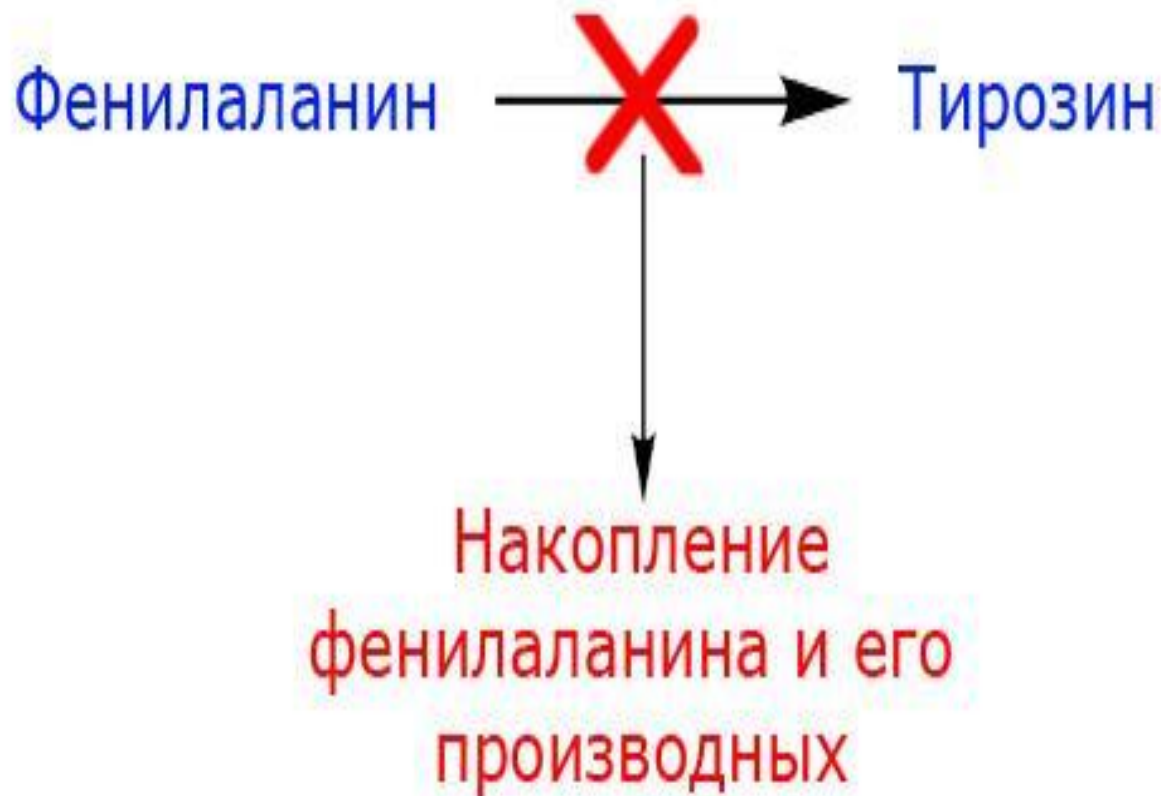 Фенилаланин Тирозин
Накопление
фенилаланина и его
производных